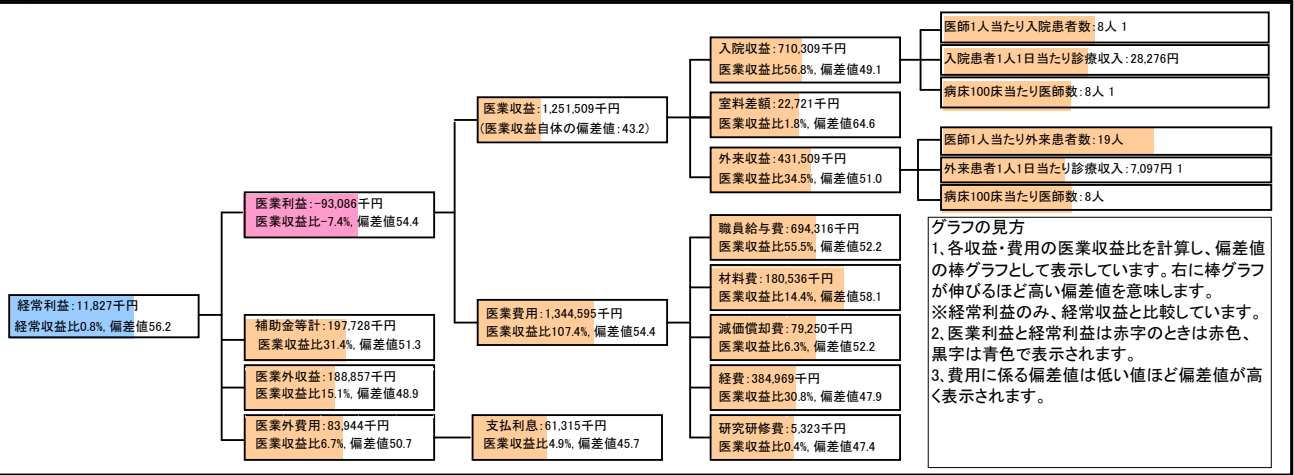 経常利益:11,827千円
経常収益比0.8%, 偏差値56.2
医業利益:-93,086千円
医業収益比-7.4%, 偏差値54.4
補助金等計:197,728千円
医業収益比31.4%, 偏差値51.3
医業外収益:188,857千円
医業収益比15.1%, 偏差値48.9
医業外費用:83,944千円
医業収益比6.7%, 偏差値50.7
医業収益:1,251,509千円
(医業収益自体の偏差値:43.2)
医業費用:1,344,595千円
医業収益比107.4%, 偏差値54.4
支払利息:61,315千円
医業収益比4.9%, 偏差値45.7
入院収益:710,309千円
医業収益比56.8%, 偏差値49.1
室料差額:22,721千円
医業収益比1.8%, 偏差値64.6
外来収益:431,509千円
医業収益比34.5%, 偏差値51.0
職員給与費:694,316千円
医業収益比55.5%, 偏差値52.2
材料費:180,536千円
医業収益比14.4%, 偏差値58.1
減価償却費:79,250千円
医業収益比6.3%, 偏差値52.2
経費:384,969千円
医業収益比30.8%, 偏差値47.9
研究研修費:5,323千円
医業収益比0.4%, 偏差値47.4
医師1人当たり入院患者数:8人 1
入院患者1人1日当たり診療収入:28,276円
病床100床当たり医師数:8人 1
医師1人当たり外来患者数:19人
外来患者1人1日当たり診療収入:7,097円 1
病床100床当たり医師数:8人
グラフの見方
1、各収益・費用の医業収益比を計算し、偏差値
の棒グラフとして表示しています。右に棒グラフ
が伸びるほど高い偏差値を意味します。
※経常利益のみ、経常収益と比較しています。
2、医業利益と経常利益は赤字のときは赤色、
黒字は青色で表示されます。
3、費用に係る偏差値は低い値ほど偏差値が高
く表示されます。